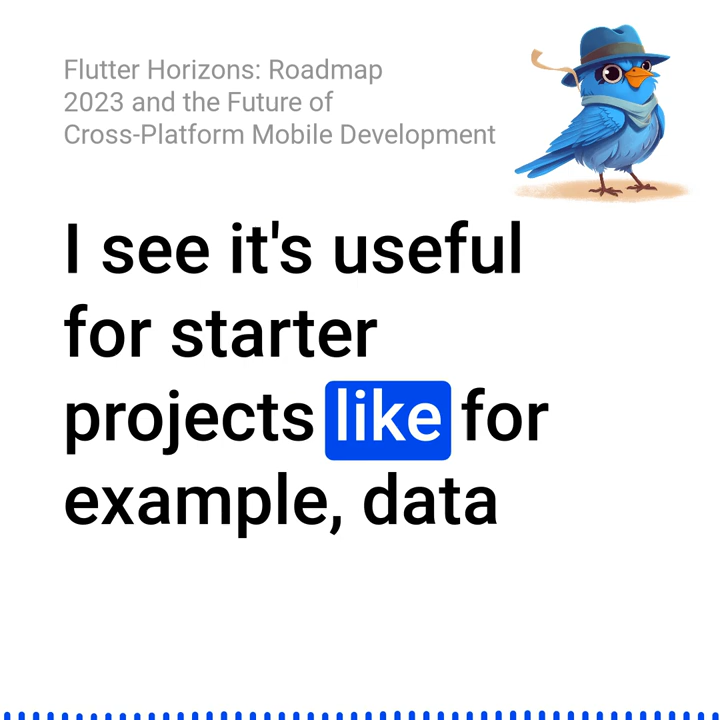 Flutter Horizons: Roadmap
2023 and the Future of
Cross-Platform Mobile Development
I see it's useful
for starter
projects like for
example, data